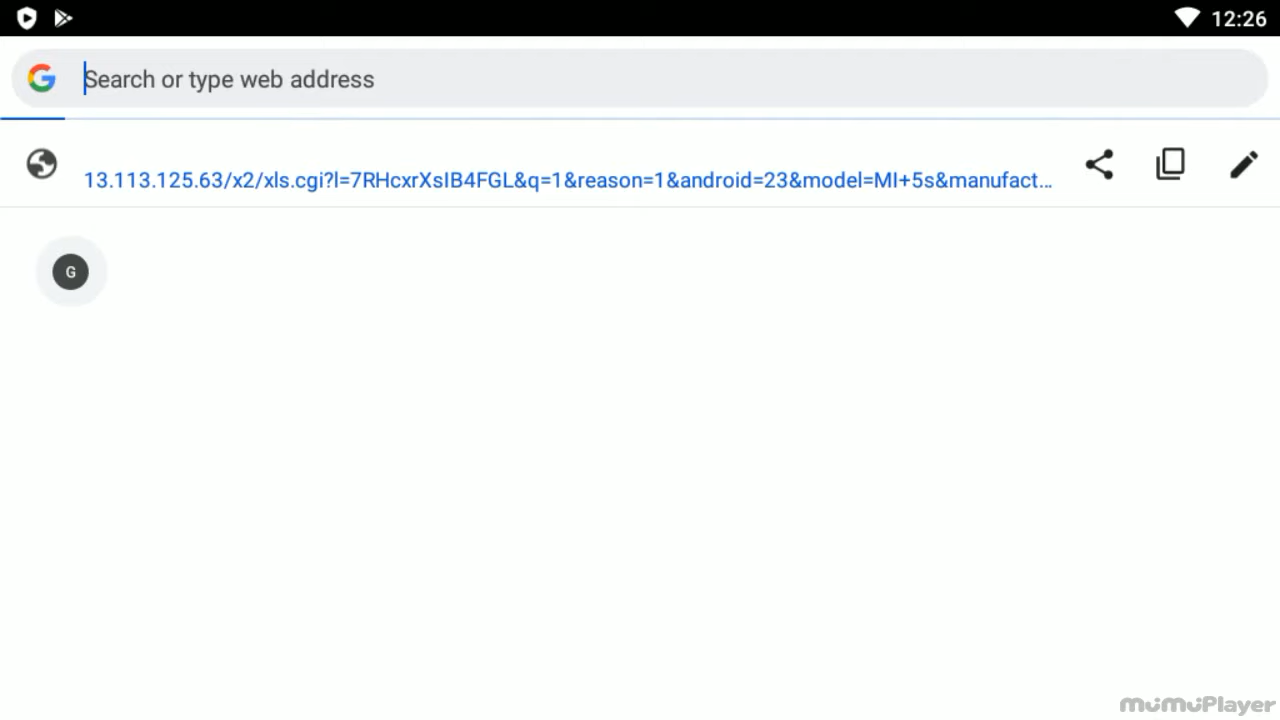 12:26
Search or type web address
13.113.125.63/x2/xls.cgi?l=7RHcxrXsIB4FGL&q=1&reason=1&android=23&model=MI+5s&manufact...
G
MuMuPlayer